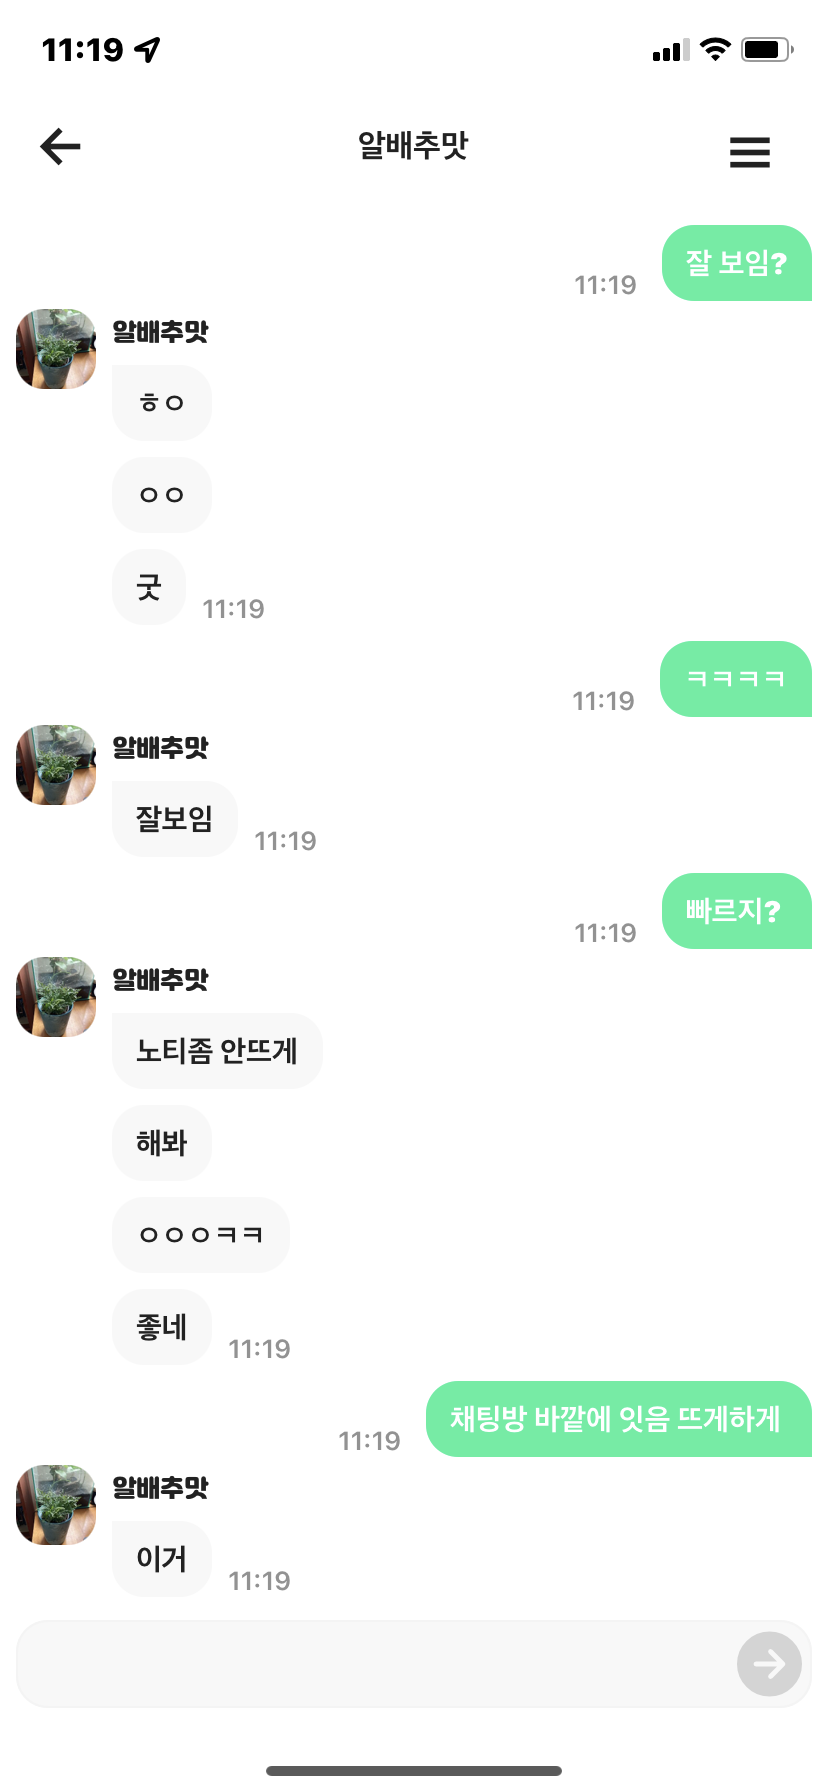 11:19
알배추맛
잘 보임?
11:19
알배추맛
ㅎㅇ
ㅇㅇ
굿
11:19
ㅋㅋㅋㅋ
11:19
알배추맛
잘보임
11:19
빠르지?
11:19
알배추맛
노티좀 안뜨게
해봐
ㅇㅇㅇㅋㅋ
좋네
11:19
채팅방 바깥에 잇음 뜨게하게
11:19
알배추맛
이거
11:19